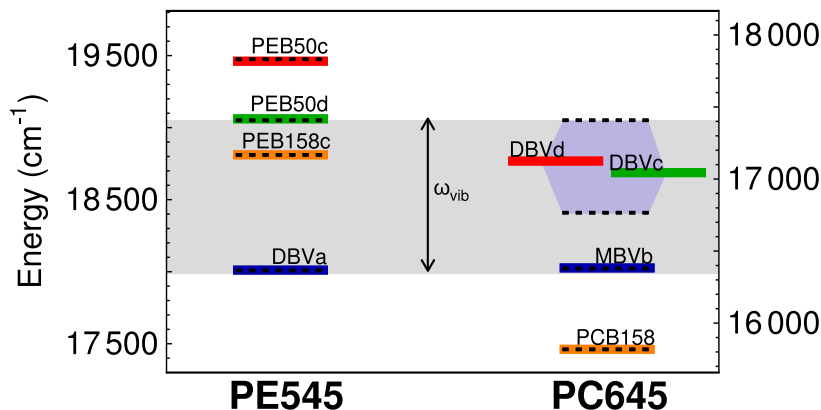 Energy (cm-1)
19 500
18 500
17 500
PEB50c
PEB50d
PEB158c
DBVa
ωvib
DBVd
DBVc
MBVb
PCB158
18 000
17 000
16 000
PE545
PC645